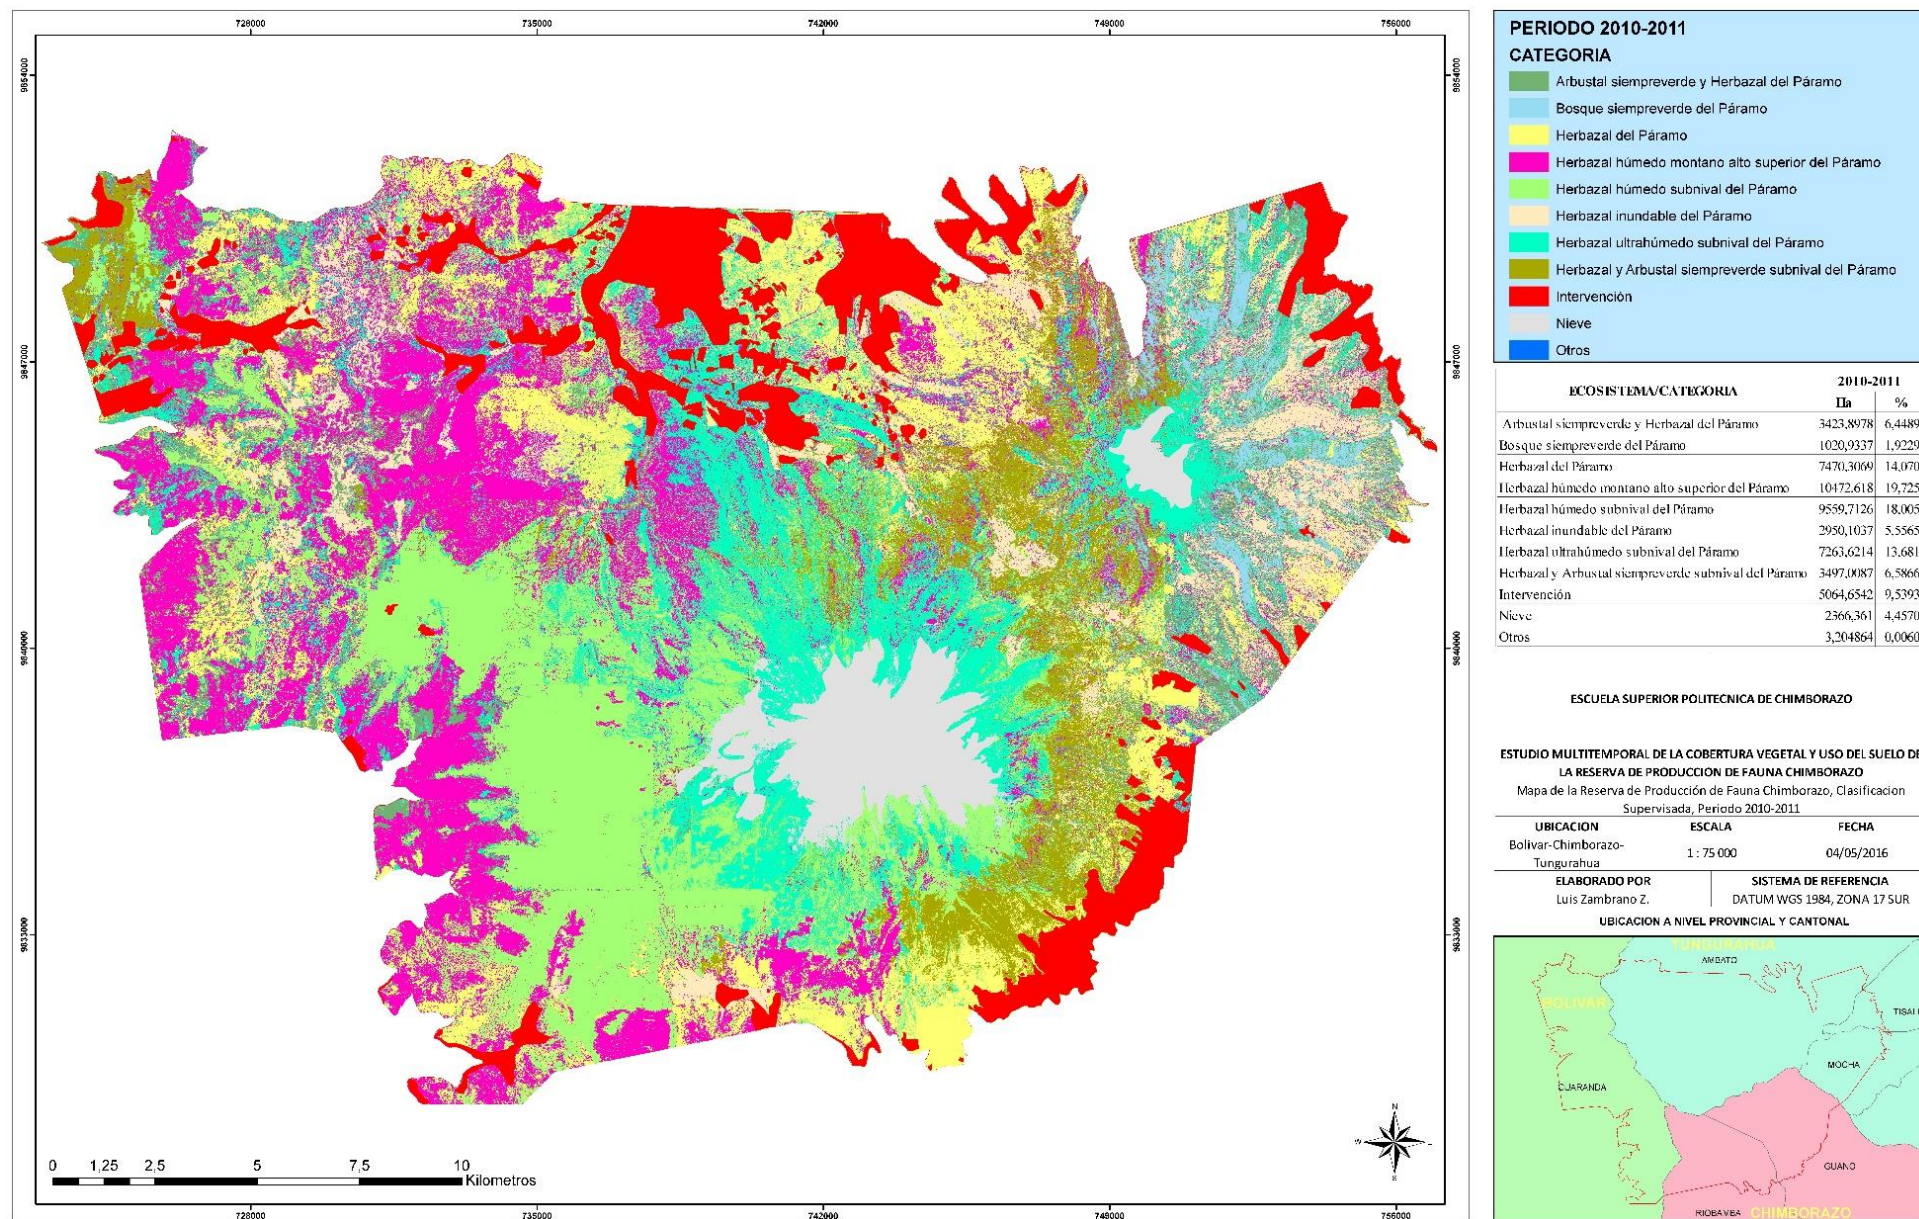 728000 735000 742000 749000 756000
9854000 9854000
9847000 9847000
9840000 9840000
9833000 9833000
0 1,25 2,5 5 7,5 10
Kilometros
N
S
728000 735000 742000 749000 756000
PERIODO 2010-2011
CATEGORIA
Arbustal siempreverde y Herbazal del Páramo
Bosque siempreverde del Páramo
Herbazal del Páramo
Herbazal húmedo montano alto superior del Páramo
Herbazal húmedo subnival del Páramo
Herbazal inundable del Páramo
Herbazal ultrahúmedo subnival del Páramo
Herbazal y Arbustal siempreverde subnival del Páramo
Intervención
Nieve
Otros
ECOSISTEMA/CATEGORIA 2010-2011
Ha %
Arbustal siempreverde y Herbazal del Páramo 3423,8978 6,4489
Bosque siempreverde del Páramo 1020,9337 1,9229
Herbazal del Páramo 7470,3069 14,070
Herbazal húmedo montano alto superior del Páramo 10472,618 19,725
Herbazal húmedo subnival del Páramo 9559,7126 18,005
Herbazal inundable del Páramo 2950,1037 5,5565
Herbazal ultrahúmedo subnival del Páramo 7263,6214 13,681
Herbazal y Arbustal siempreverde subnival del Páramo 3497,0087 6,5866
Intervención 5064,6542 9,5393
Nieve 2366,361 4,4570
Otros 3,204864 0,0060
ESCUELA SUPERIOR POLITECNICA DE CHIMBORAZO
ESTUDIO MULTITEMPORAL DE LA COBERTURA VEGETAL Y USO DEL SUELO DE
LA RESERVA DE PRODUCCION DE FAUNA CHIMBORAZO
Mapa de la Reserva de Producción de Fauna Chimborazo, Clasificacion
Supervisada, Periodo 2010-2011
UBICACION ESCALA FECHA
Bolivar-Chimborazo-
Tungurahua 1 : 75 000 04/05/2016
ELABORADO POR SISTEMA DE REFERENCIA
Luis Zambrano Z. DATUM WGS 1984, ZONA 17 SUR
UBICACION A NIVEL PROVINCIAL Y CANTONAL
TUNGURAHUA
AMBATO
BOLIVAR
MOCHA
GUARANDA
GUANO
RIOBAMBA CHIMBORAZO